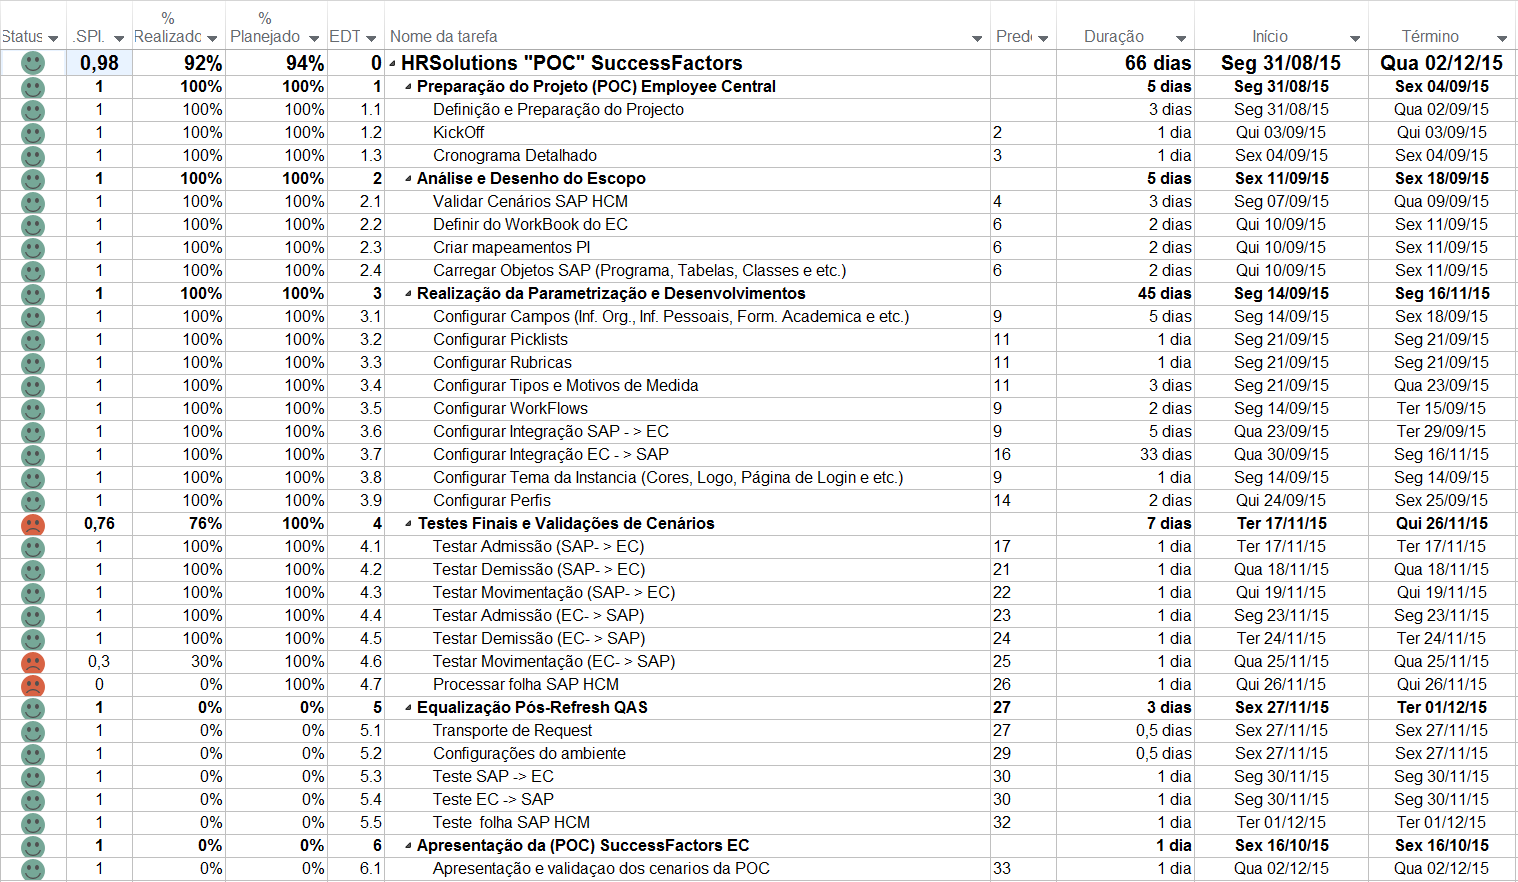 Status .SPI. % Realizado % Planejado EDT Nome da tarefa Prede Duração Início Término
0,98 92% 94% 0 HRSolutions "POC" SuccessFactors 66 dias Seg 31/08/15 Qua 02/12/15
1 100% 100% 1 Preparação do Projeto (POC) Employee Central 5 dias Seg 31/08/15 Sex 04/09/15
1 100% 100% 1.1 Definição e Preparação do Projecto 3 dias Seg 31/08/15 Qua 02/09/15
1 100% 100% 1.2 KickOff 2 1 dia Qui 03/09/15 Qui 03/09/15
1 100% 100% 1.3 Cronograma Detalhado 3 1 dia Sex 04/09/15 Sex 04/09/15
1 100% 100% 2 Análise e Desenho do Escopo 5 dias Sex 11/09/15 Sex 18/09/15
1 100% 100% 2.1 Validar Cenários SAP HCM 4 3 dias Seg 07/09/15 Qua 09/09/15
1 100% 100% 2.2 Definir do WorkBook do EC 6 2 dias Qui 10/09/15 Sex 11/09/15
1 100% 100% 2.3 Criar mapeamentos PI 6 2 dias Qui 10/09/15 Sex 11/09/15
1 100% 100% 2.4 Carregar Objetos SAP (Programa, Tabelas, Classes e etc.) 6 2 dias Qui 10/09/15 Sex 11/09/15
1 100% 100% 3 Realização da Parametrização e Desenvolvimentos 45 dias Seg 14/09/15 Seg 16/11/15
1 100% 100% 3.1 Configurar Campos (Inf. Org., Inf. Pessoais, Form. Academica e etc.) 9 5 dias Seg 14/09/15 Sex 18/09/15
1 100% 100% 3.2 Configurar Picklists 11 1 dia Seg 21/09/15 Seg 21/09/15
1 100% 100% 3.3 Configurar Rubricas 11 1 dia Seg 21/09/15 Seg 21/09/15
1 100% 100% 3.4 Configurar Tipos e Motivos de Medida 11 3 dias Seg 21/09/15 Qua 23/09/15
1 100% 100% 3.5 Configurar WorkFlows 9 2 dias Seg 14/09/15 Ter 15/09/15
1 100% 100% 3.6 Configurar Integração SAP - > EC 9 5 dias Qua 23/09/15 Ter 29/09/15
1 100% 100% 3.7 Configurar Integração EC - > SAP 16 33 dias Qua 30/09/15 Seg 16/11/15
1 100% 100% 3.8 Configurar Tema da Instancia (Cores, Logo, Página de Login e etc.) 9 1 dia Seg 14/09/15 Seg 14/09/15
1 100% 100% 3.9 Configurar Perfis 14 2 dias Qui 24/09/15 Sex 25/09/15
0,76 76% 100% 4 Testes Finais e Validações de Cenários 7 dias Ter 17/11/15 Qui 26/11/15
1 100% 100% 4.1 Testar Admissão (SAP- > EC) 17 1 dia Ter 17/11/15 Ter 17/11/15
1 100% 100% 4.2 Testar Demissão (SAP- > EC) 21 1 dia Qua 18/11/15 Qua 18/11/15
1 100% 100% 4.3 Testar Movimentação (SAP- > EC) 22 1 dia Qui 19/11/15 Qui 19/11/15
1 100% 100% 4.4 Testar Admissão (EC- > SAP) 23 1 dia Seg 23/11/15 Seg 23/11/15
1 100% 100% 4.5 Testar Demissão (EC- > SAP) 24 1 dia Ter 24/11/15 Ter 24/11/15
0,3 30% 100% 4.6 Testar Movimentação (EC- > SAP) 25 1 dia Qua 25/11/15 Qua 25/11/15
0 0% 100% 4.7 Processar folha SAP HCM 26 1 dia Qui 26/11/15 Qui 26/11/15
1 0% 0% 5 Equalização Pós-Refresh QAS 27 3 dias Sex 27/11/15 Ter 01/12/15
1 0% 0% 5.1 Transporte de Request 27 0,5 dias Sex 27/11/15 Sex 27/11/15
1 0% 0% 5.2 Configurações do ambiente 29 0,5 dias Sex 27/11/15 Sex 27/11/15
1 0% 0% 5.3 Teste SAP -> EC 30 1 dia Seg 30/11/15 Seg 30/11/15
1 0% 0% 5.4 Teste EC -> SAP 30 1 dia Seg 30/11/15 Seg 30/11/15
1 0% 0% 5.5 Teste folha SAP HCM 32 1 dia Ter 01/12/15 Ter 01/12/15
1 0% 0% 6 Apresentação da (POC) SuccessFactors EC 1 dia Sex 16/10/15 Sex 16/10/15
1 0% 0% 6.1 Apresentação e validaçao dos cenarios da POC 33 1 dia Qua 02/12/15 Qua 02/12/15